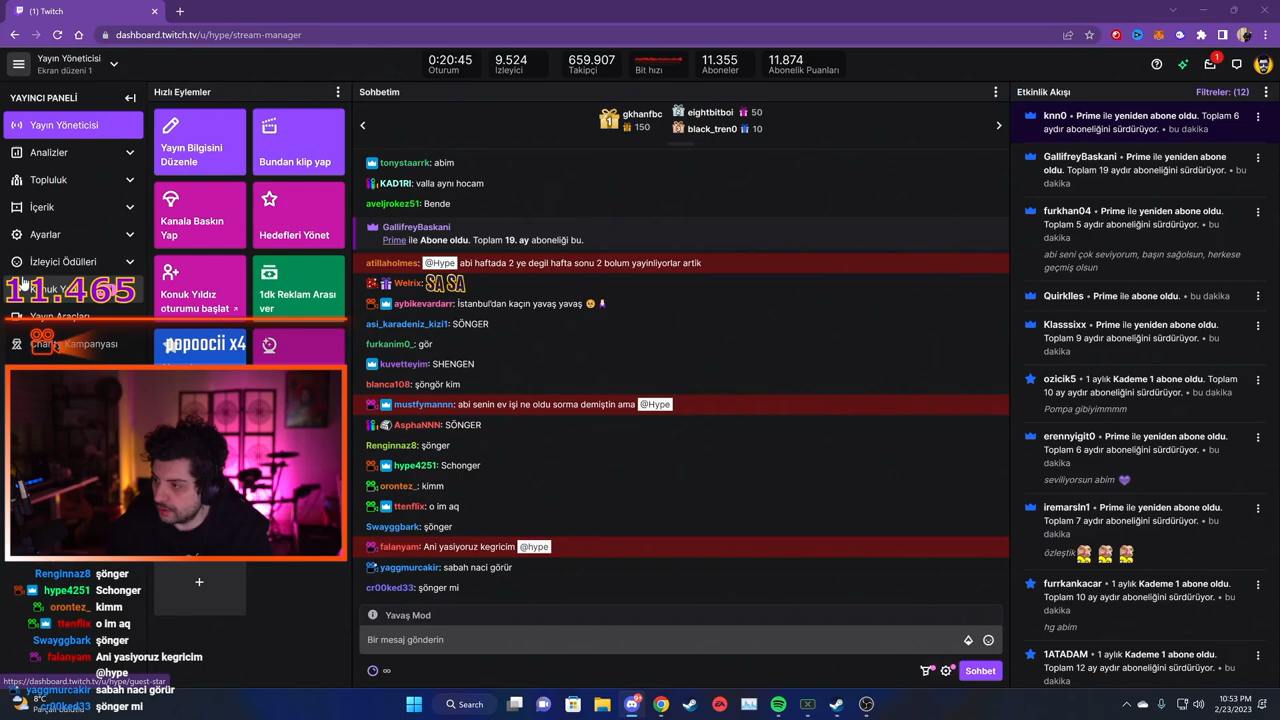 (1) Twitch
dashboard.twitch.tv/u/hype/stream-manager
Yayın Yöneticisi
Ekran düzeni 1
0:20:45
Oturum
9.524
İzleyici
659.907
Takipçi
Bit hızı
11.355
Aboneler
11.874
Abonelik Puanları
1
YAYINCI PANELİ
Yayın Yöneticisi
Analizler
Topluluk
İçerik
Ayarlar
İzleyici Ödülleri
11.465
Yayın Araçları
Charity Kampanyası
Hızlı Eylemler
Yayın Bilgisini
Düzenle
Bundan klip yap
Kanala Baskın
Yap
Hedefleri Yönet
Konuk Yıldız
oturumu başlat
1dk Reklam Arası
ver
popoocii x4
Renginnaz8 şönger
hype4251: Schonger
orontez_ kimm
ttenflix: o im aq
Swayggbark şönger
falanyam: Ani yasiyoruz kegricim
@hype
yaggmurcakir sabah naci görür
cr00ked33: şönger mi
https://dashboard.twitch.tv/u/hype/guest-star
Sohbetim
1
gkhanfbc
150
2
eightbitboi
50
3
black_tren0
10
tonystaarrk: abim
KAD1RI: valla aynı hocam
aveljrokez51: Bende
GallifreyBaskani
Prime ile Abone oldu. Toplam 19. ay aboneliği bu.
atillaholmes: @Hype abi haftada 2 ye degil hafta sonu 2 bolum yayinliyorlar artik
Welrix: SA SA
aybikevardarr: İstanbul'dan kaçın yavaş yavaş
asi_karadeniz_kizi1: SÖNGER
furkanim0_: gör
kuvetteyim: SHENGEN
blanca108: şöngör kim
mustfymannn: abi senin ev işi ne oldu sorma demiştin ama @Hype
AsphaNNN: SÖNGER
Renginnaz8: şönger
hype4251: Schonger
orontez_: kimm
ttenflix: o im aq
Swayggbark: şönger
falanyam: Ani yasiyoruz kegricim @hype
yaggmurcakir: sabah naci görür
cr00ked33: şönger mi
Yavaş Mod
Bir mesaj gönderin
Sohbet
Etkinlik Akışı
Filtreler: (12)
knn0 • Prime ile yeniden abone oldu. Toplam 6
aydır aboneliğini sürdürüyor. • bu dakika
GallifreyBaskani • Prime ile yeniden abone
oldu. Toplam 19 aydır aboneliğini sürdürüyor. • bu
dakika
furkhan04 • Prime ile yeniden abone oldu.
Toplam 5 aydır aboneliğini sürdürüyor. • bu
dakika
abi seni çok seviyorum, başın sağolsun, herkese
geçmiş olsun
Quirklles • bu dakika
Klasssixx • Prime ile yeniden abone oldu.
Toplam 9 aydır aboneliğini sürdürüyor. • bu
dakika
ozicik5 • 1 aylık Kademe 1 abone oldu. Toplam
10 ay aydır aboneliğini sürdürüyor. • bu dakika
Pompa gibiyimmmm
erennyigit0 • Prime ile yeniden abone oldu.
Toplam 6 aydır aboneliğini sürdürüyor. • bu
dakika
seviliyorsun abim
iremarsln1 • Prime ile yeniden abone oldu.
Toplam 7 aydır aboneliğini sürdürüyor. • bu
dakika
özleştik
furrkankacar • 1 aylık Kademe 1 abone oldu.
Toplam 10 ay aydır aboneliğini sürdürüyor. • bu
dakika
hg abim
1ATADAM • 1 aylık Kademe 1 abone oldu.
Toplam 12 ay aydır aboneliğini sürdürüyor. • bu
dakika
8°C
Parçalı bulutlu
Search
10:53 PM
2/23/2023